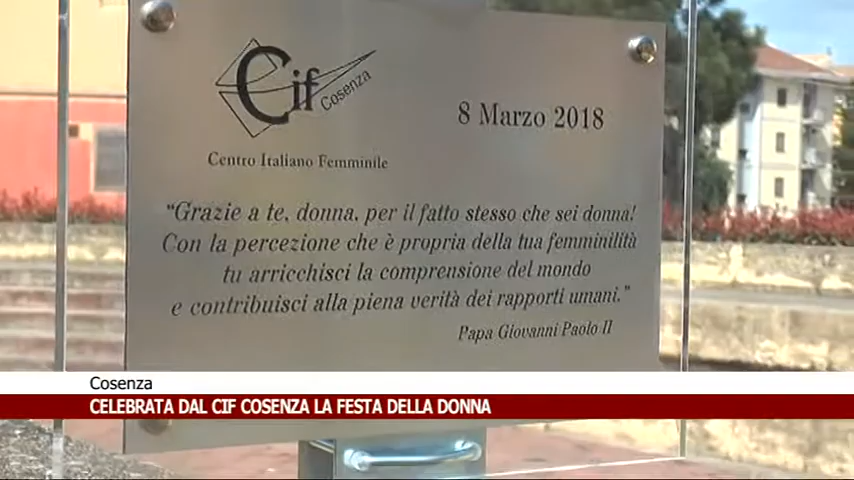 Cif Cosenza
8 Marzo 2018
Centro Italiano Femminile
"Grazie a te, donna, per il fatto stesso che sei donna!
Con la percezione che è propria della tua femminilità
tu arricchisci la comprensione del mondo
e contribuisci alla piena verità dei rapporti umani."
Papa Giovanni Paolo II
Cosenza
CELEBRATA DAL CIF COSENZA LA FESTA DELLA DONNA